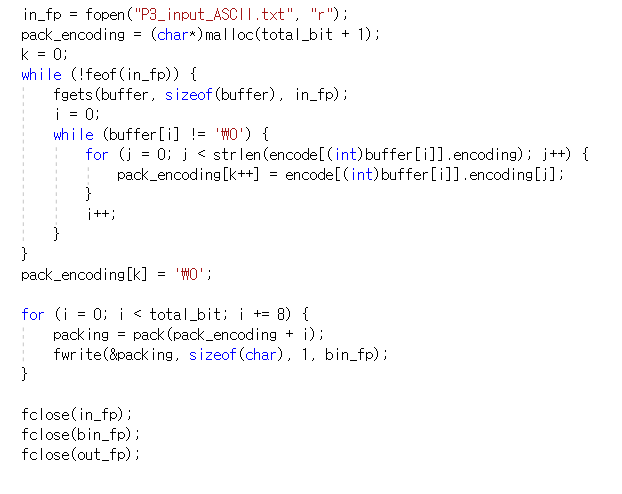 in_fp = fopen("P3_input_ASCII.txt", "r");
pack_encoding = (char*)malloc(total_bit + 1);
k = 0;
while (!feof(in_fp)) {
    fgets(buffer, sizeof(buffer), in_fp);
    i = 0;
    while (buffer[i] != '₩0') {
        for (j = 0; j < strlen(encode[(int)buffer[i]].encoding); j++) {
            pack_encoding[k++] = encode[(int)buffer[i]].encoding[j];
        }
        i++;
    }
}
pack_encoding[k] = '₩0';

for (i = 0; i < total_bit; i += 8) {
    packing = pack(pack_encoding + i);
    fwrite(&packing, sizeof(char), 1, bin_fp);
}

fclose(in_fp);
fclose(bin_fp);
fclose(out_fp);